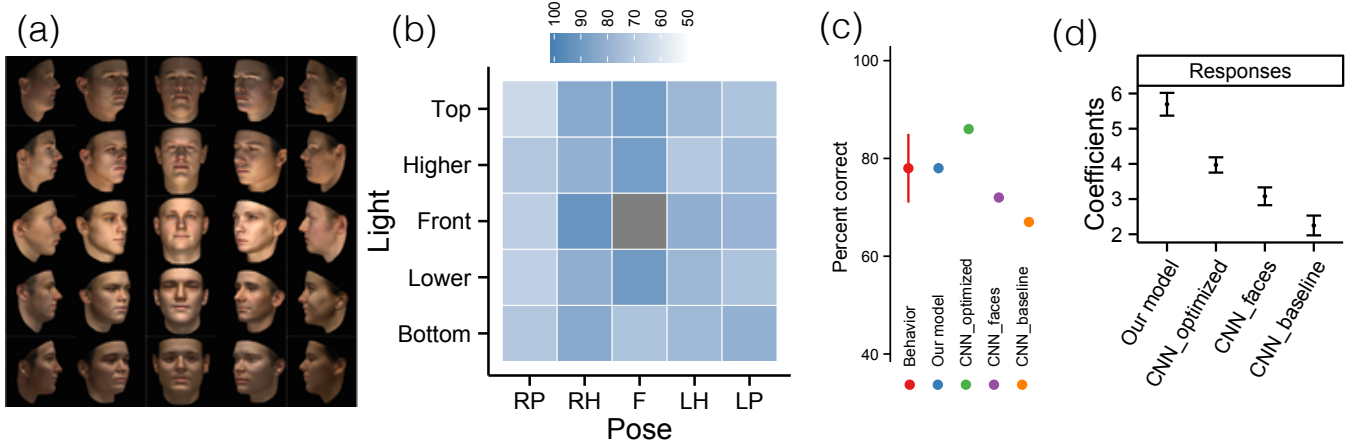 (a)
(b)
100 90 80 70 60 50
Light
Top
Higher
Front
Lower
Bottom
RP RH F LH LP
Pose
(c)
Percent correct
100
80
60
40
Behavior
Our model
CNN_optimized
CNN_faces
CNN_baseline
(d)
Responses
Coefficients
6
5
4
3
2
Our model
CNN_optimized
CNN_faces
CNN_baseline